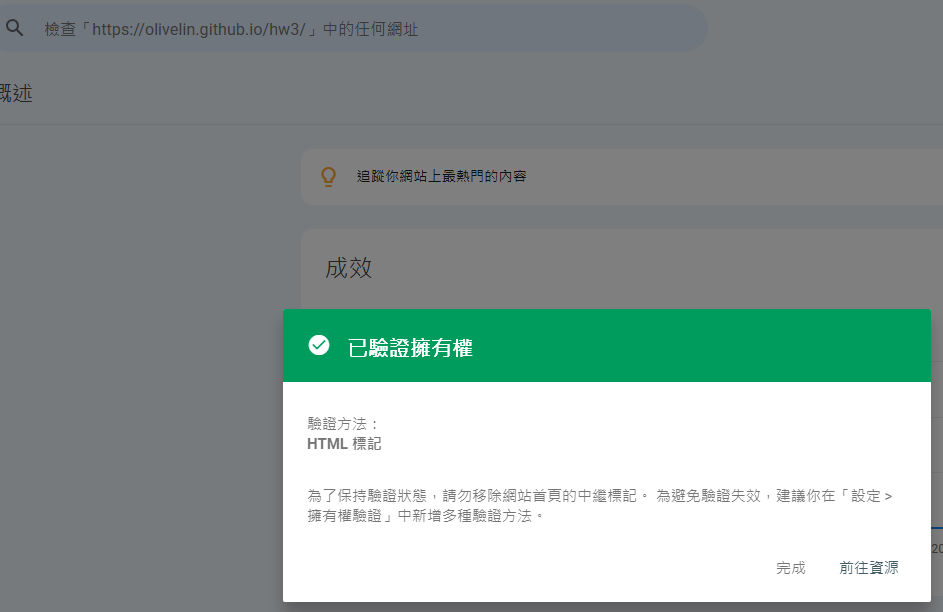 檢查「https://olivelin.github.io/hw3/」中的任何網址
概述
追蹤你網站上最熱門的內容
成效
已驗證擁有權
驗證方法：
HTML 標記
為了保持驗證狀態，請勿移除網站首頁的中繼標記。 為避免驗證失效，建議你在「設定 >
擁有權驗證」中新增多種驗證方法。
20
完成
前往資源